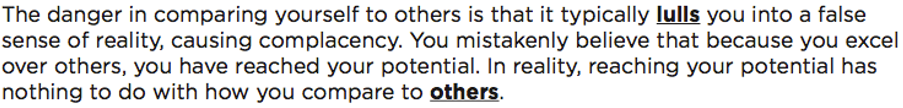 The danger in comparing yourself to others is that it typically lulls you into a false
sense of reality, causing complacency. You mistakenly believe that because you excel
over others, you have reached your potential. In reality, reaching your potential has
nothing to do with how you compare to others.